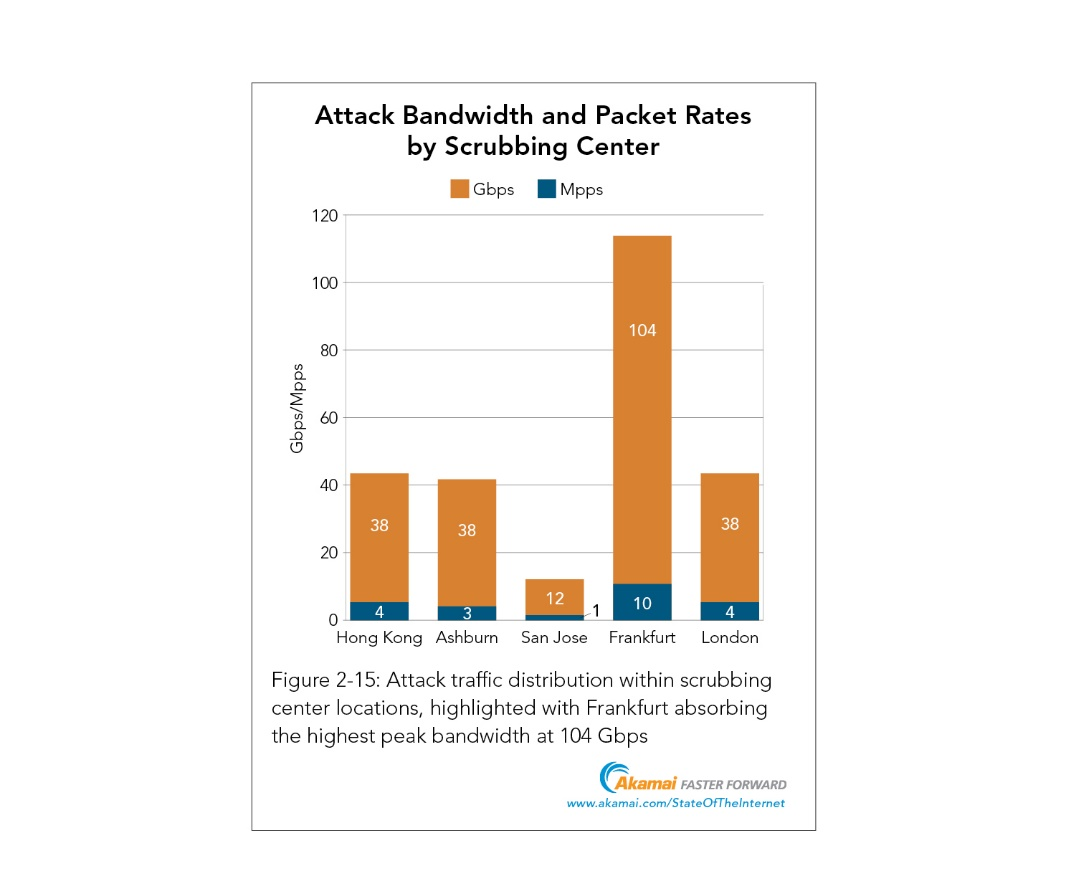 Attack Bandwidth and Packet Rates
by Scrubbing Center
Gbps Mpps
120
100
80
60
40
20
0
Gbps/Mpps
38 38 12 104 38
4 3 1 10 4
Hong Kong Ashburn San Jose Frankfurt London
Figure 2-15: Attack traffic distribution within scrubbing
center locations, highlighted with Frankfurt absorbing
the highest peak bandwidth at 104 Gbps
Akamai FASTER FORWARD
www.akamai.com/StateOfTheInternet